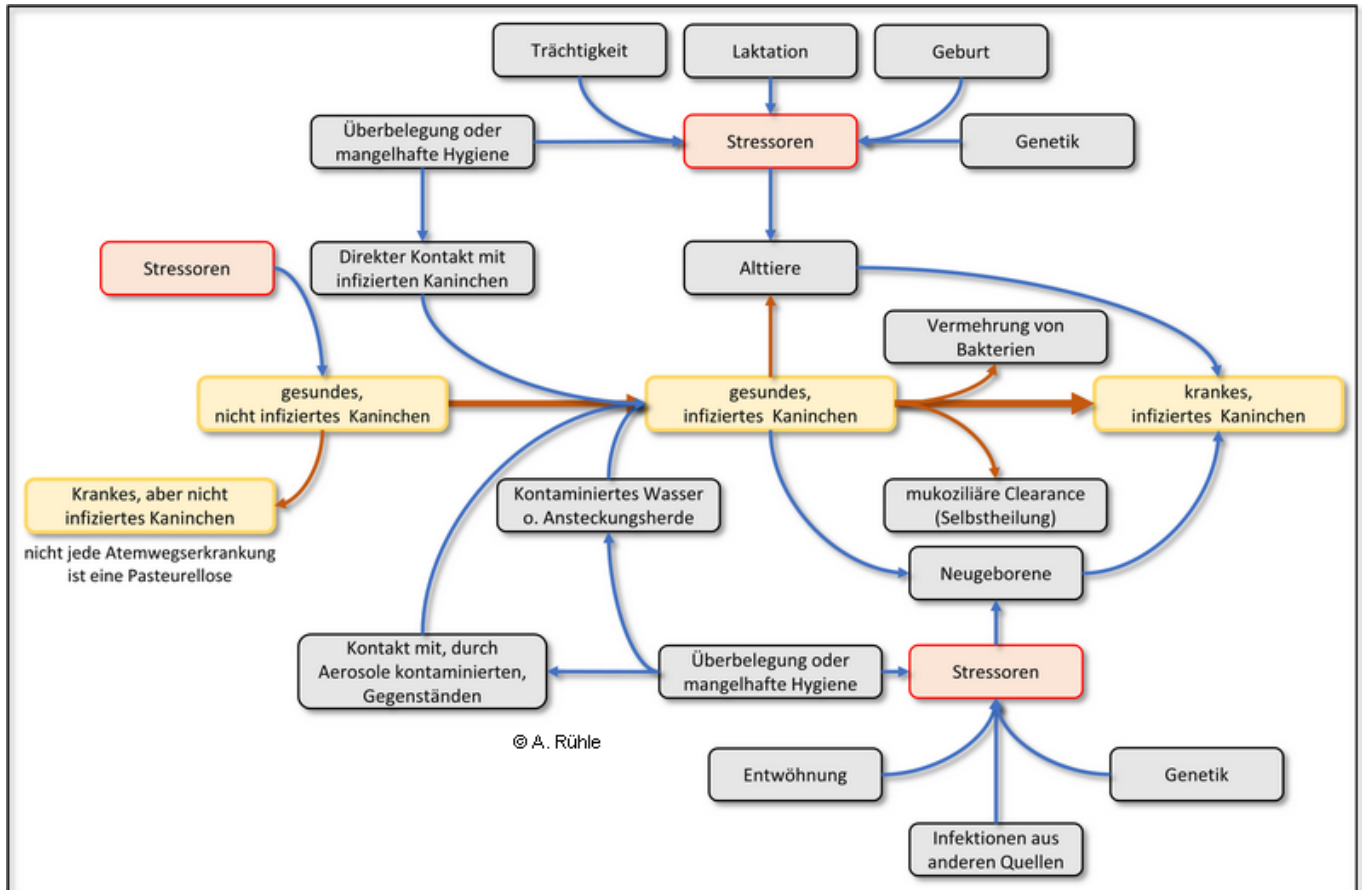 Trächtigkeit
Laktation
Geburt
Überbelegung oder
mangelhafte Hygiene
Stressoren
Genetik
Stressoren
Direkter Kontakt mit
infizierten Kaninchen
Alttiere
Vermehrung von
Bakterien
gesundes,
nicht infiziertes Kaninchen
gesundes,
infiziertes Kaninchen
krankes,
infiziertes Kaninchen
Krankes, aber nicht
infiziertes Kaninchen
Kontaminiertes Wasser
o. Ansteckungsherde
mukoziliäre Clearance
(Selbstheilung)
nicht jede Atemwegserkrankung
ist eine Pasteurellose
Neugeborene
Kontakt mit, durch
Aerosole kontaminierten,
Gegenständen
Überbelegung oder
mangelhafte Hygiene
Stressoren
© A. Rühle
Entwöhnung
Genetik
Infektionen aus
anderen Quellen